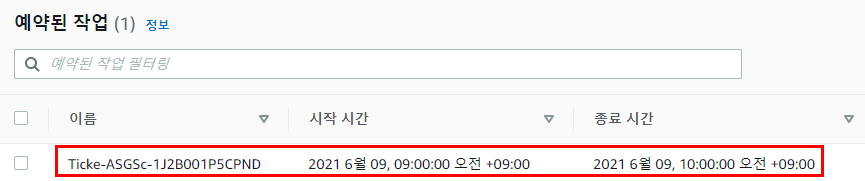 예약된 작업 (1) 정보
예약된 작업 필터링
이름 시작 시간 종료 시간
Ticke-ASGSc-1J2B001P5CPND 2021 6월 09, 09:00:00 오전 +09:00 2021 6월 09, 10:00:00 오전 +09:00